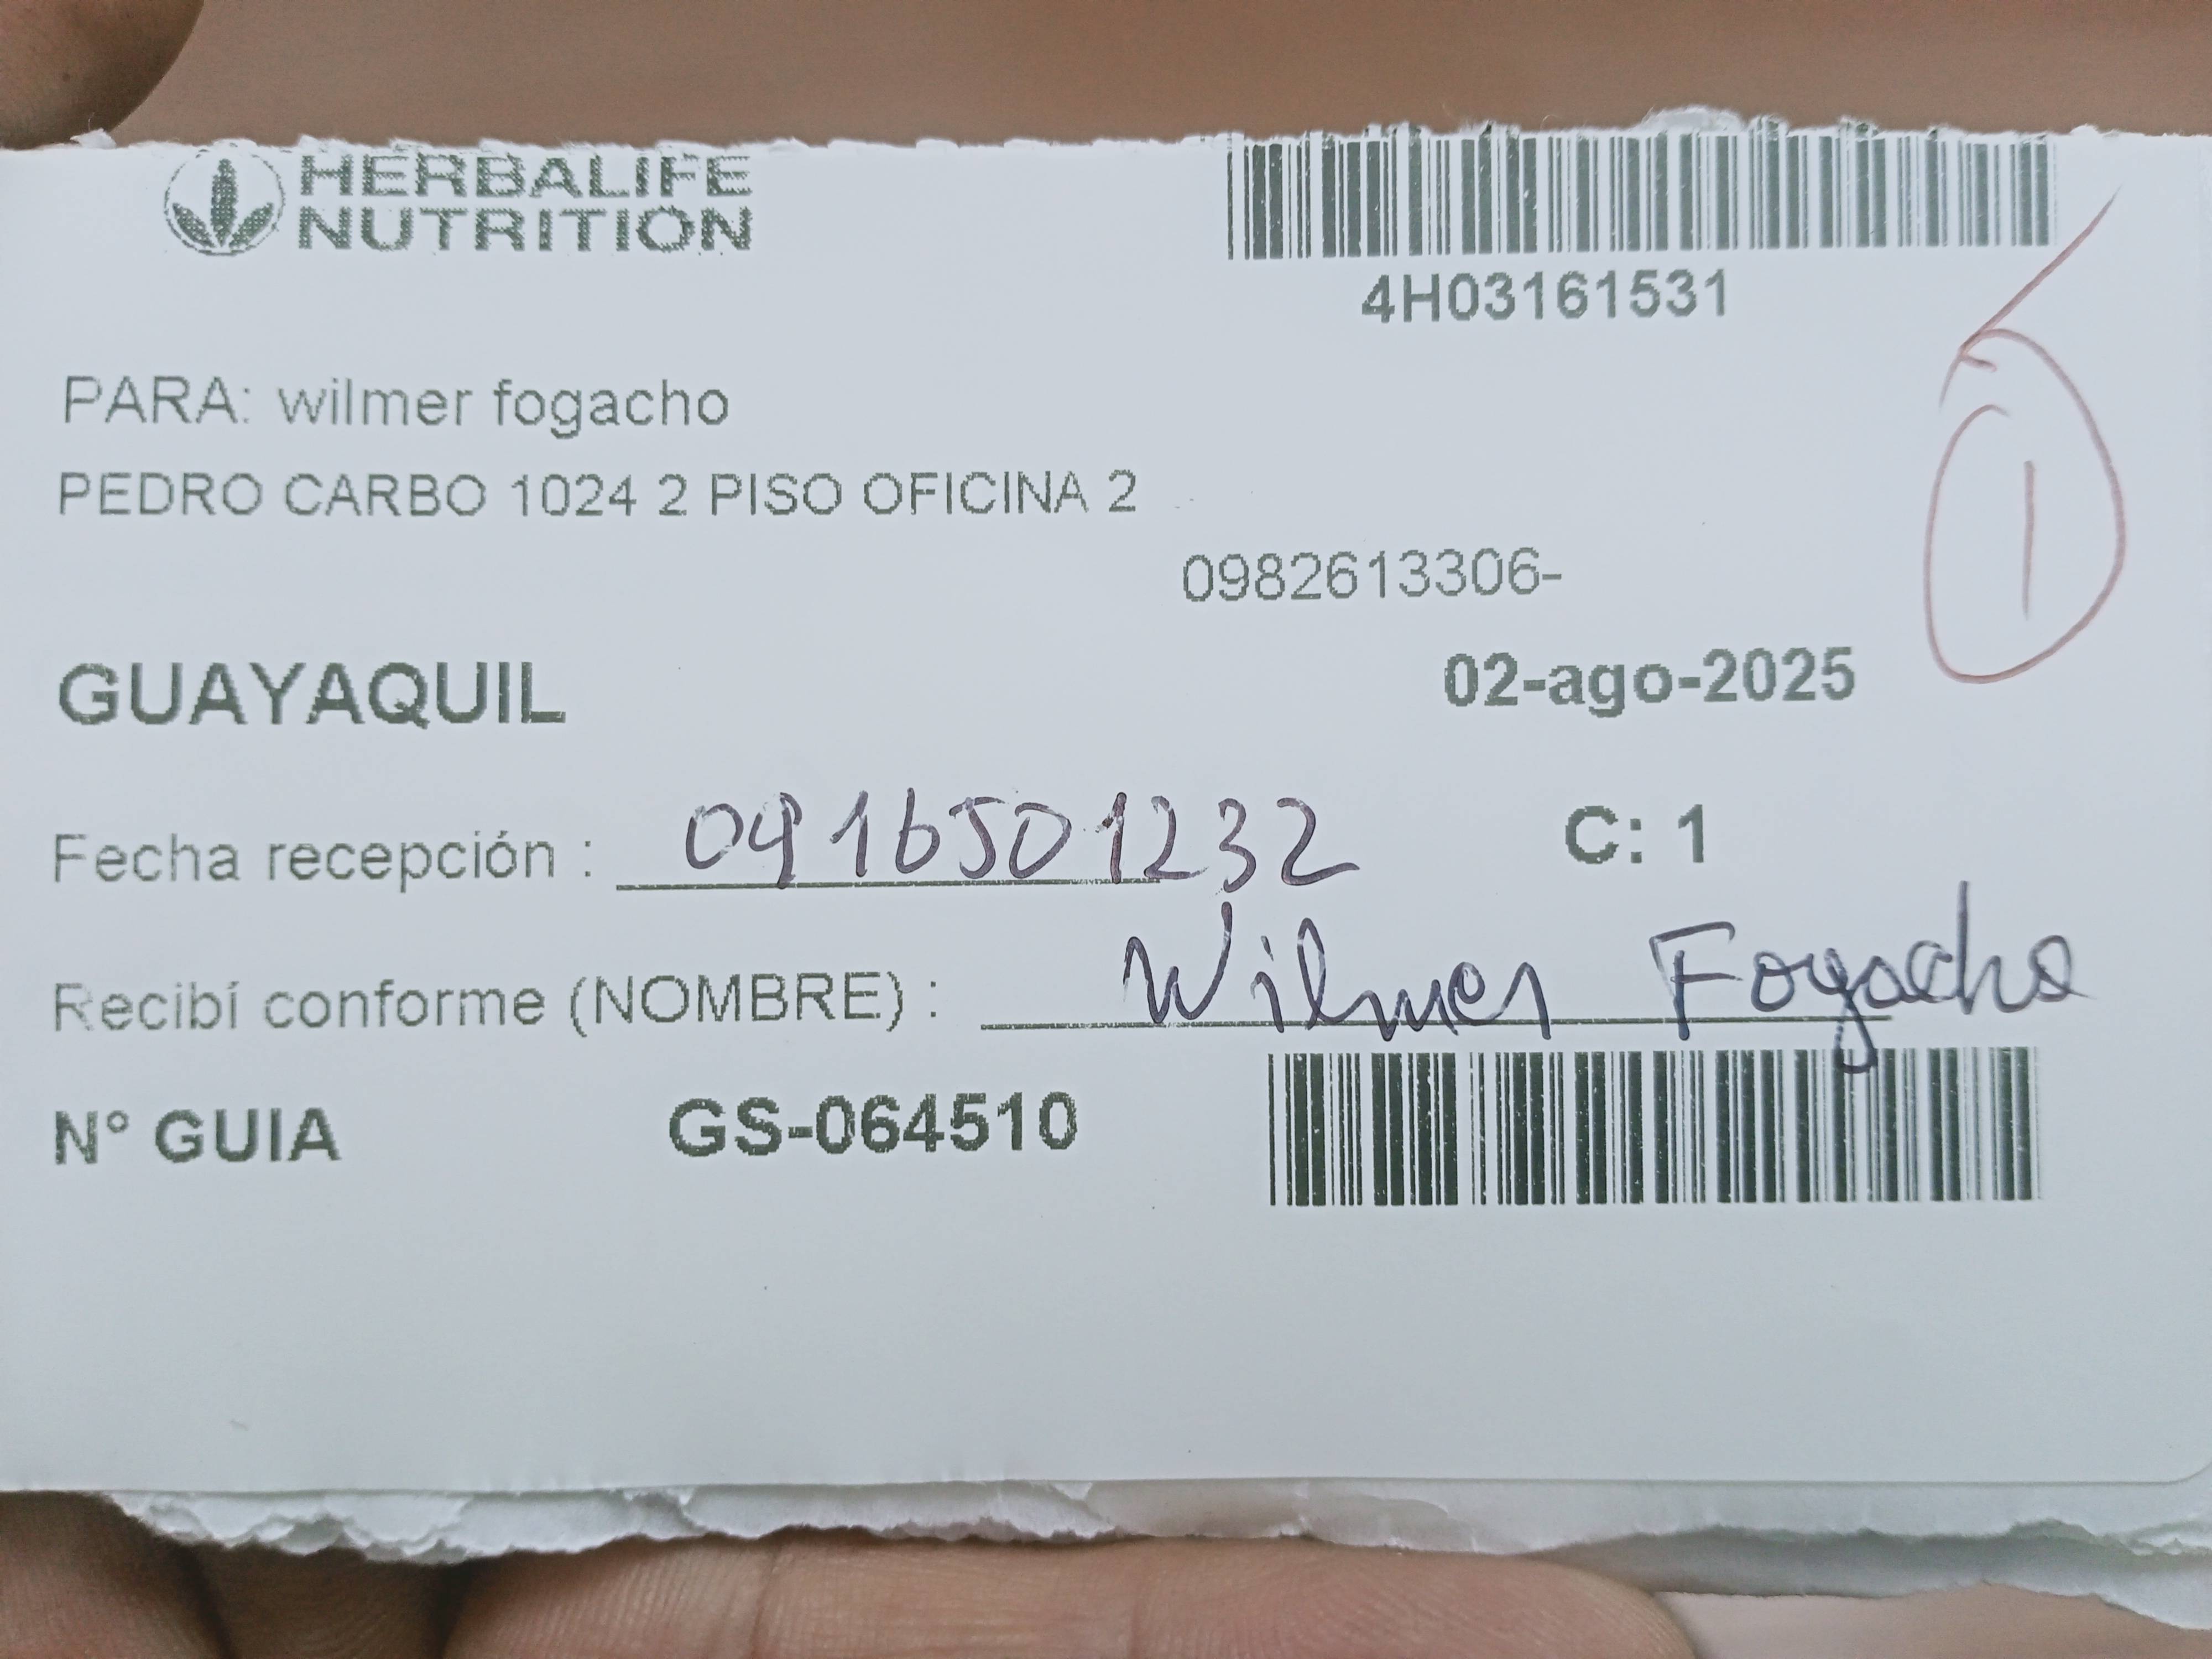 HERBALIFE
NUTRITION
4H03161531
PARA: wilmer fogacho
PEDRO CARBO 1024 2 PISO OFICINA 2
0982613306-
1
GUAYAQUIL 02-ago-2025
Fecha recepción : 0916501232 C: 1
Recibí conforme (NOMBRE) : Wilmer Fogacho
N° GUIA GS-064510